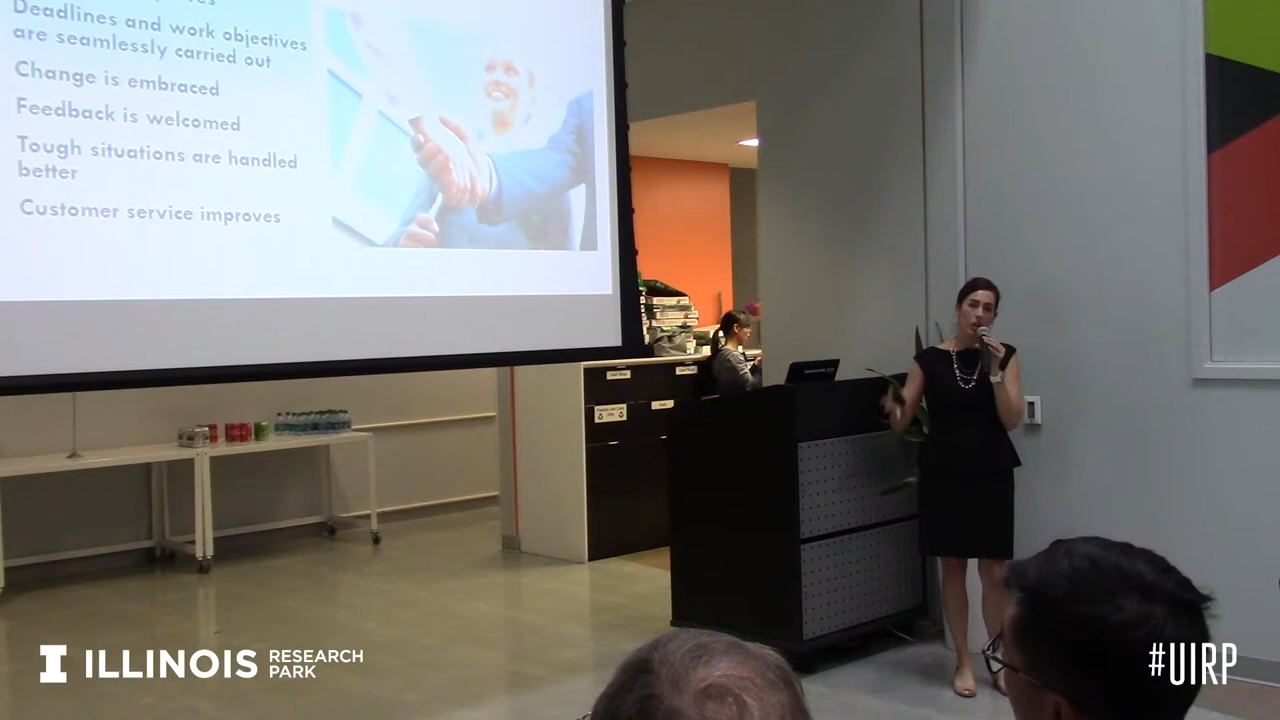 Deadlines and work objectives
are seamlessly carried out
Change is embraced
Feedback is welcomed
Tough situations are handled
better
Customer service improves
ILLINOIS RESEARCH
PARK
#UIRP